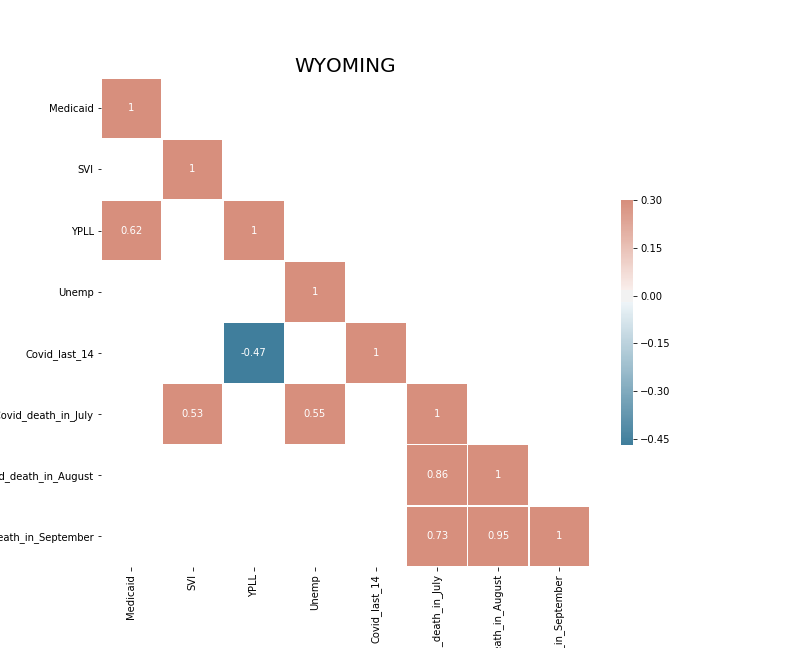 WYOMING
Medicaid
1
SVI
1
YPLL
0.62
1
Unemp
1
Covid_last_14
-0.47
1
ovid_death_in_July
0.53
0.55
1
d_death_in_August
0.86
1
eath_in_September
0.73
0.95
1
0.30
0.15
0.00
−0.15
−0.30
−0.45
Medicaid
SVI
YPLL
Unemp
Covid_last_14
_death_in_July
eath_in_August
_in_September